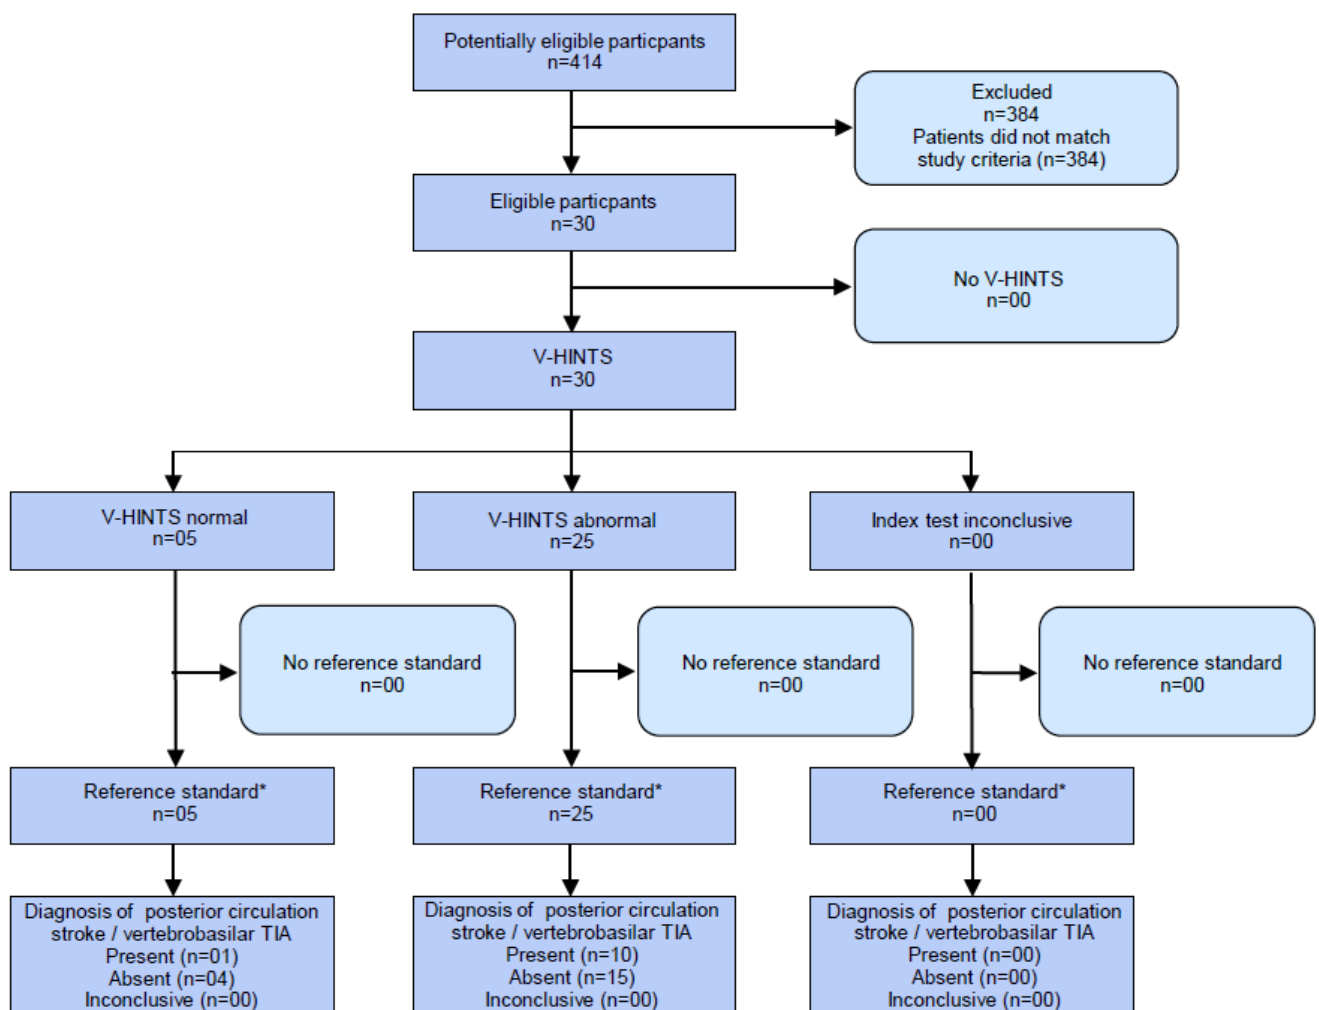 Potentially eligible particpants
n=414
Excluded
n=384
Patients did not match
study criteria (n=384)
Eligible particpants
n=30
No V-HINTS
n=00
V-HINTS
n=30
V-HINTS normal
n=05
V-HINTS abnormal
n=25
Index test inconclusive
n=00
No reference standard
n=00
No reference standard
n=00
No reference standard
n=00
Reference standard*
n=05
Reference standard*
n=25
Reference standard*
n=00
Diagnosis of posterior circulation
stroke / vertebrobasilar TIA
Present (n=01)
Absent (n=04)
Inconclusive (n=00)
Diagnosis of posterior circulation
stroke / vertebrobasilar TIA
Present (n=10)
Absent (n=15)
Inconclusive (n=00)
Diagnosis of posterior circulation
stroke / vertebrobasilar TIA
Present (n=00)
Absent (n=00)
Inconclusive (n=00)